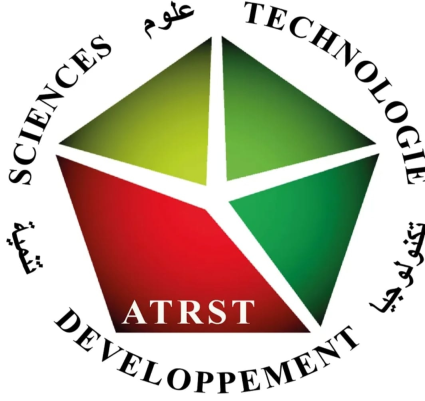 SCIENCES
علوم
TECHNOLOGIE
تكنولوجيا
DEVELOPPEMENT
تنمية
ATRST